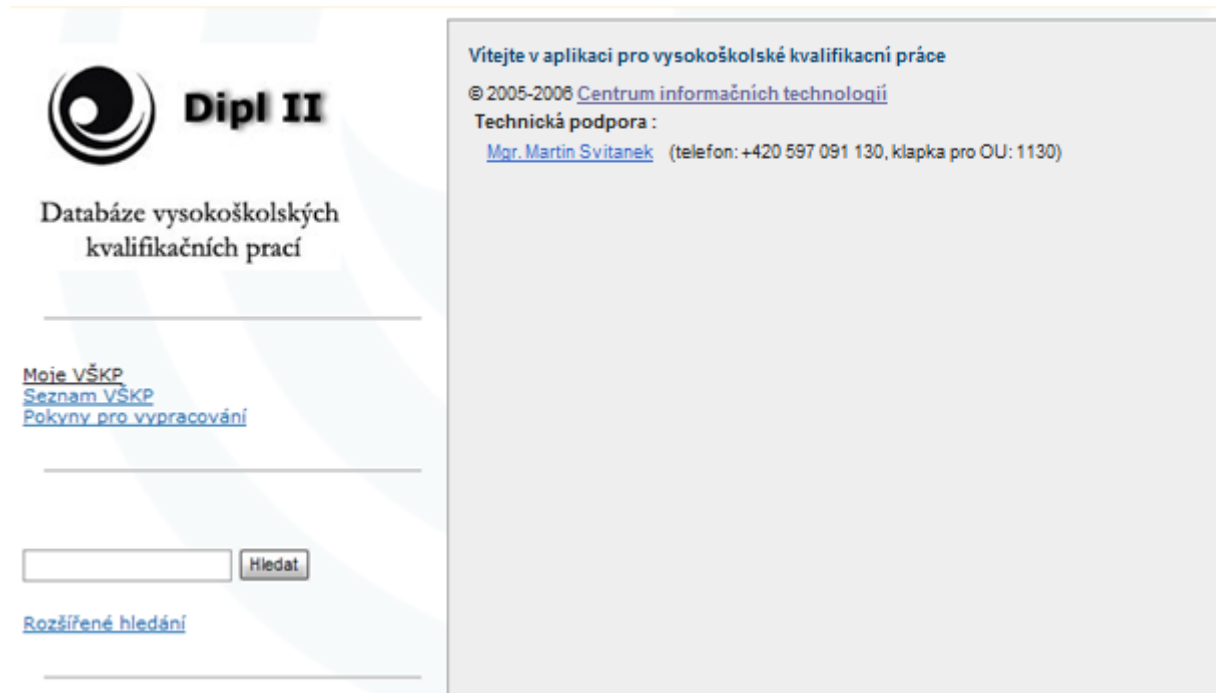 Dipl II
Databáze vysokoškolských
kvalifikačních prací
Moje VŠKP
Seznam VŠKP
Pokyny pro vypracování
Hledat
Rozšířené hledání
Vítejte v aplikaci pro vysokoškolské kvalifikacní práce
© 2005-2006 Centrum informačních technologií
Technická podpora :
Mgr. Martin Svitanek (telefon: +420 597 091 130, klapka pro OU: 1130)